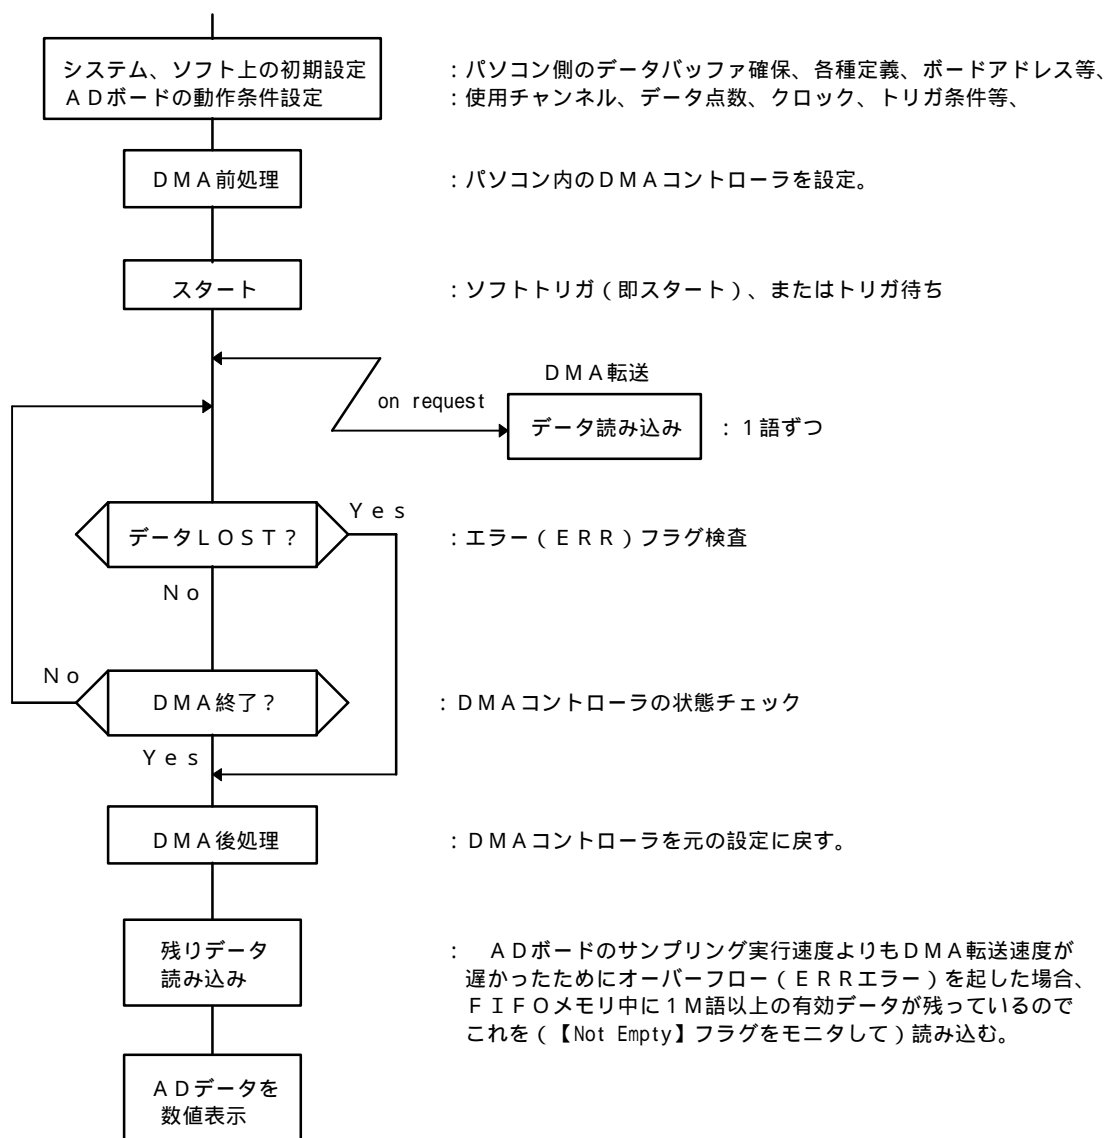 システム、ソフト上の初期設定
ＡＤボードの動作条件設定
：パソコン側のデータバッファ確保、各種定義、ボードアドレス等、
：使用チャンネル、データ点数、クロック、トリガ条件等、
ＤＭＡ前処理
：パソコン内のＤＭＡコントローラを設定。
スタート
：ソフトトリガ（即スタート）、またはトリガ待ち
ＤＭＡ転送
on request
データ読み込み
：１語ずつ
データＬＯＳＴ？
Ｙｅｓ
：エラー（ＥＲＲ）フラグ検査
Ｎｏ
Ｎｏ
ＤＭＡ終了？
：ＤＭＡコントローラの状態チェック
Ｙｅｓ
ＤＭＡ後処理
：ＤＭＡコントローラを元の設定に戻す。
残りデータ
読み込み
：　ＡＤボードのサンプリング実行速度よりもＤＭＡ転送速度が
遅かったためにオーバーフロー（ＥＲＲエラー）を起した場合、
ＦＩＦＯメモリ中に１Ｍ語以上の有効データが残っているので
これを（【Not Empty】フラグをモニタして）読み込む。
ＡＤデータを
数値表示